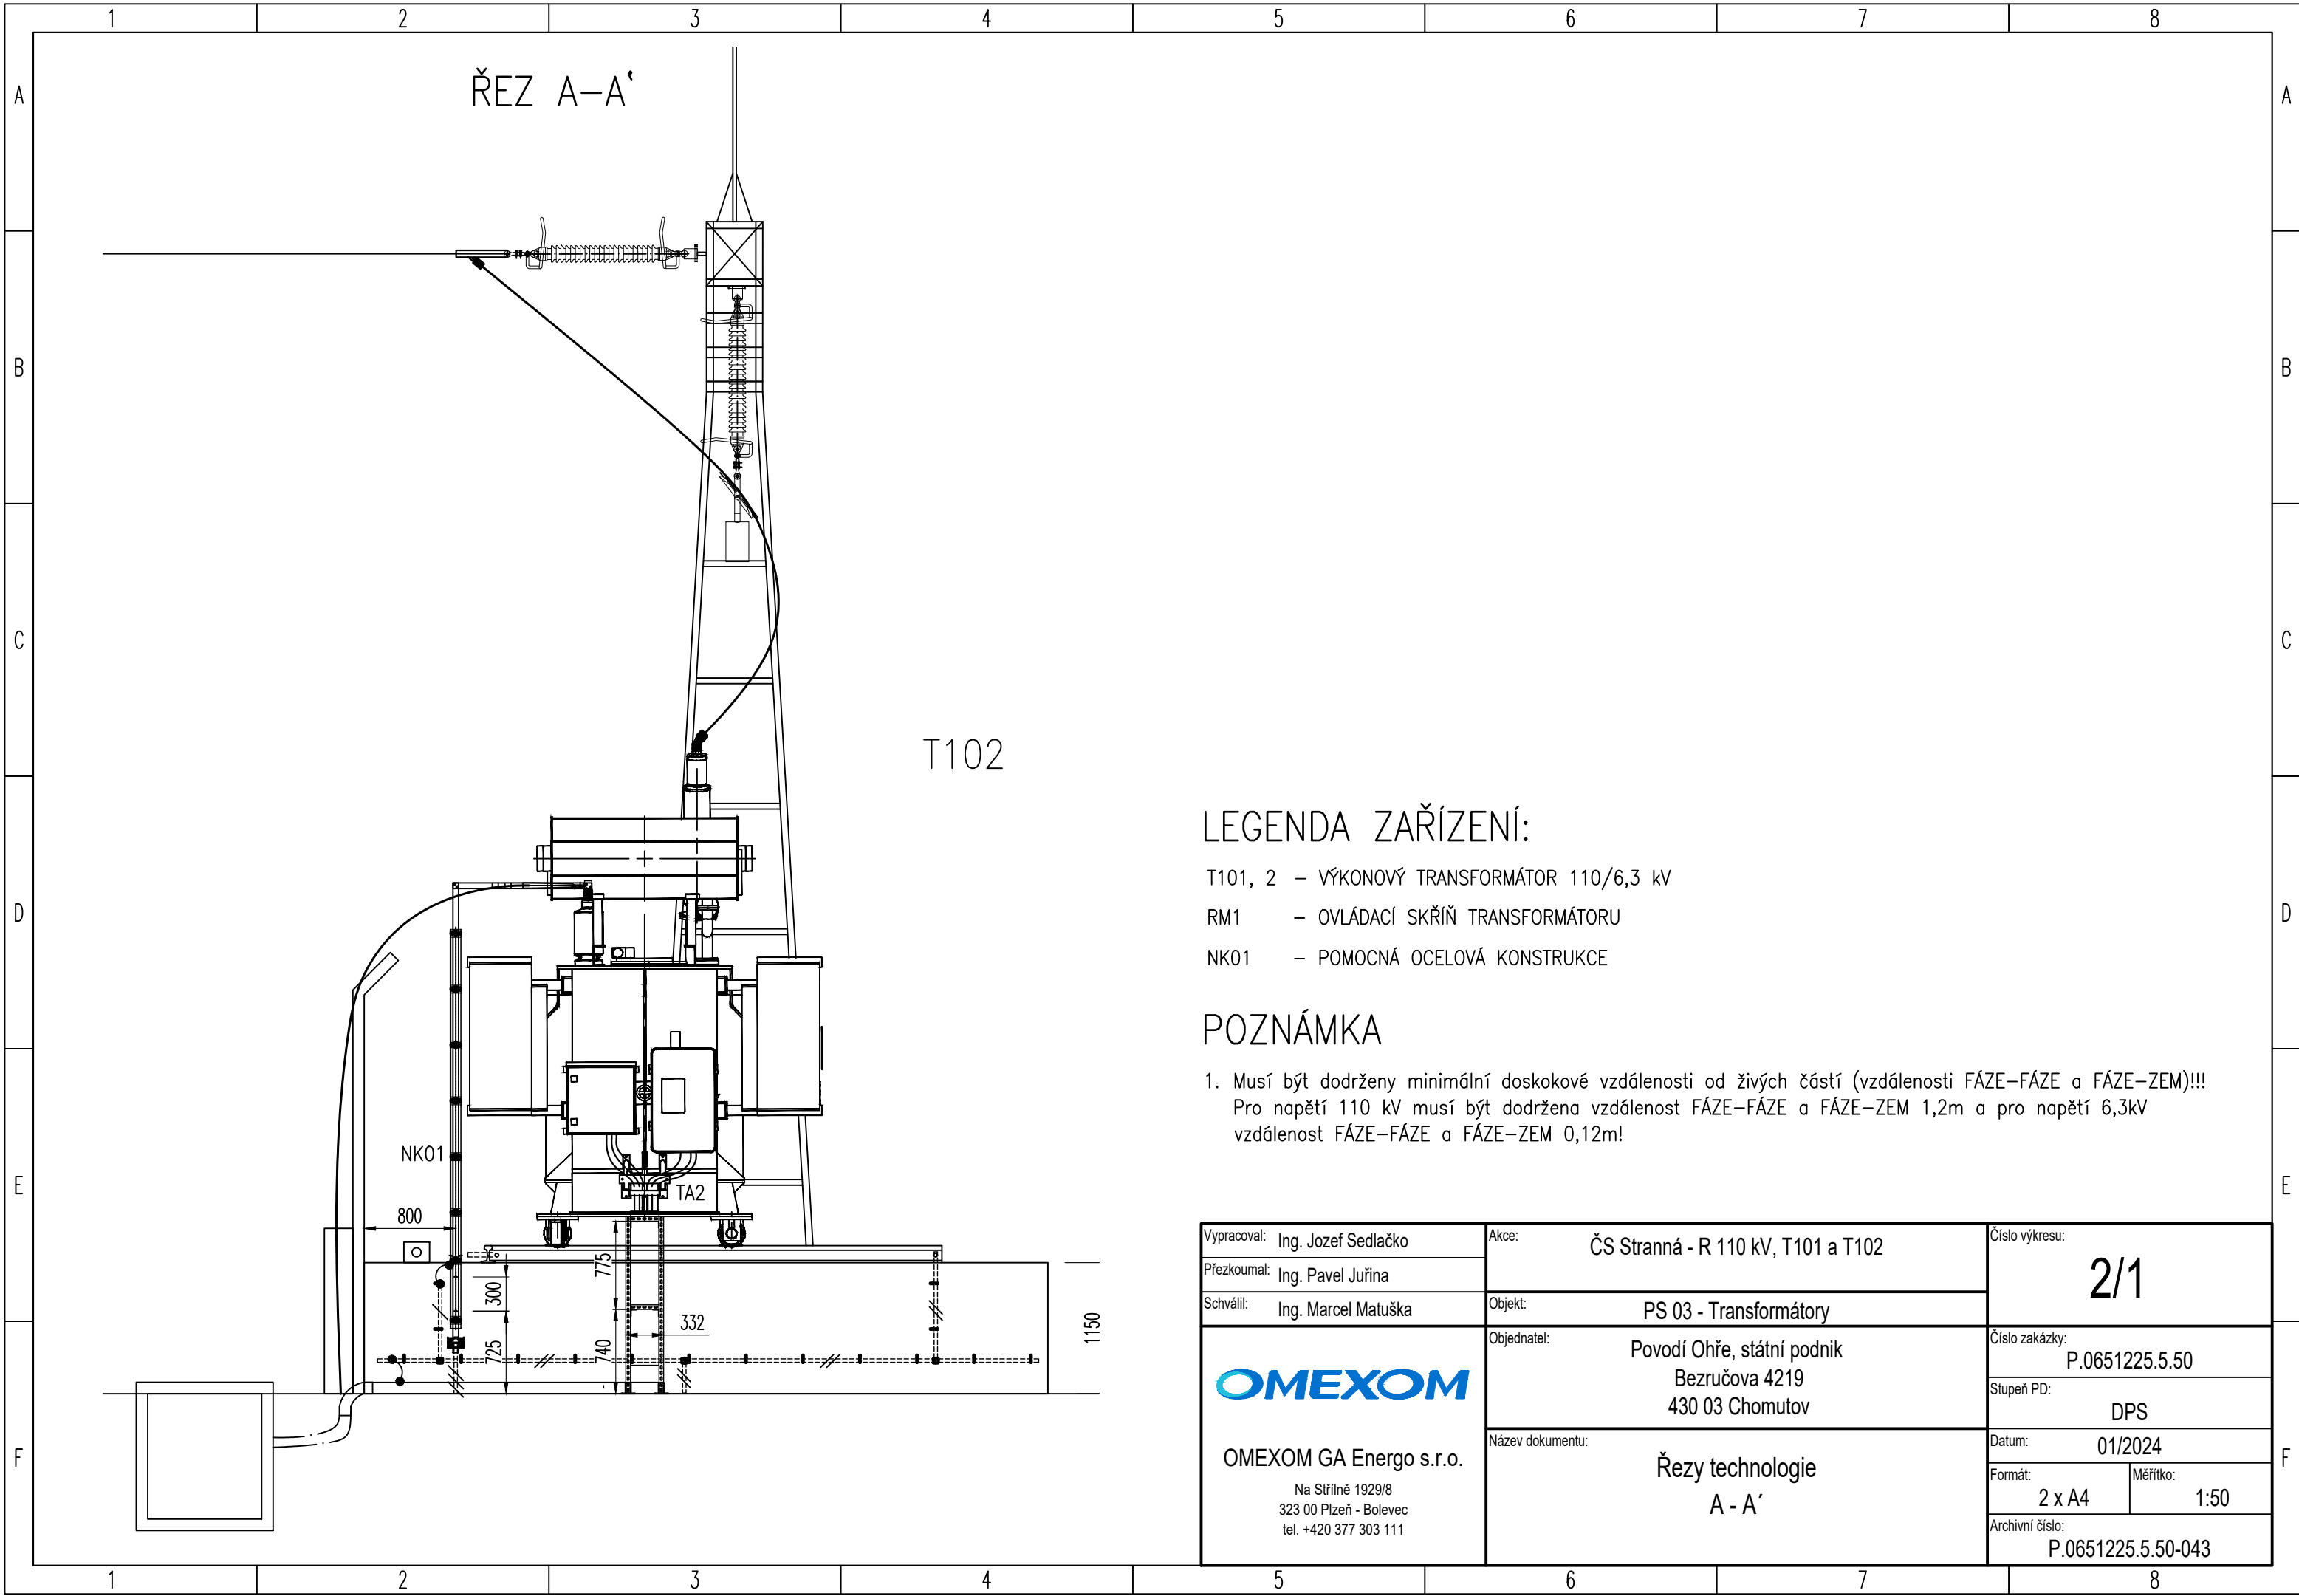 1 2 3 4 5 6 7 8
A A
B B
C C
D D
E E
F F
ŘEZ A–A‘
T102
NK01
TA2
800
775
300
332
725
740
1150
LEGENDA ZAŘÍZENÍ:
T101, 2 – VÝKONOVÝ TRANSFORMÁTOR 110/6,3 kV
RM1 – OVLÁDACÍ SKŘÍŇ TRANSFORMÁTORU
NK01 – POMOCNÁ OCELOVÁ KONSTRUKCE
POZNÁMKA
1. Musí být dodrženy minimální doskokové vzdálenosti od živých částí (vzdálenosti FÁZE–FÁZE a FÁZE–ZEM)!!!
Pro napětí 110 kV musí být dodržena vzdálenost FÁZE–FÁZE a FÁZE–ZEM 1,2m a pro napětí 6,3kV
vzdálenost FÁZE–FÁZE a FÁZE–ZEM 0,12m!
Vypracoval: Ing. Jozef Sedlačko
Přezkoumal: Ing. Pavel Juřina
Schválil: Ing. Marcel Matuška
OMEXOM
OMEXOM GA Energo s.r.o.
Na Střílně 1929/8
323 00 Plzeň - Bolevec
tel. +420 377 303 111
Akce: ČS Stranná - R 110 kV, T101 a T102
Objekt: PS 03 - Transformátory
Objednatel: Povodí Ohře, státní podnik
Bezručova 4219
430 03 Chomutov
Název dokumentu:
Řezy technologie
A - A´
Číslo výkresu:
2/1
Číslo zakázky:
P.0651225.5.50
Stupeň PD:
DPS
Datum: 01/2024
Formát: Měřítko:
2 x A4 1:50
Archivní číslo:
P.0651225.5.50-043
1 2 3 4 5 6 7 8